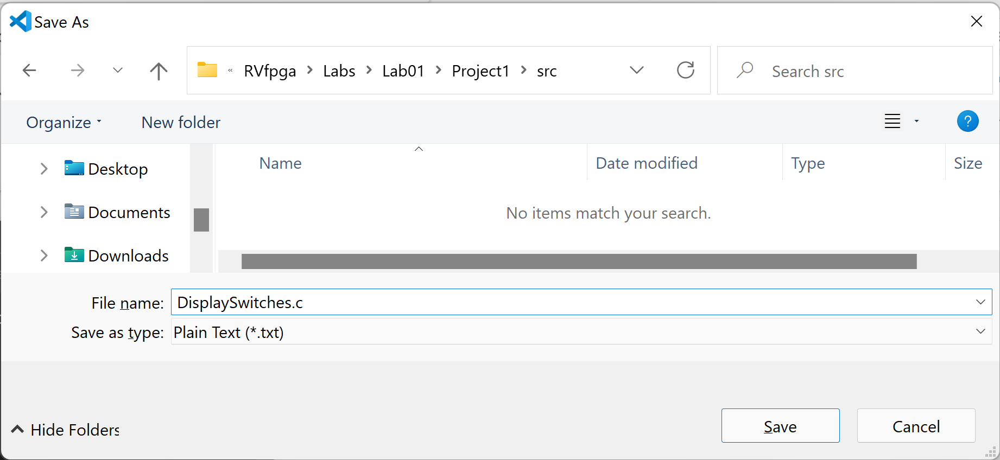 Save As
« RVfpga > Labs > Lab01 > Project1 > src
Search src
Organize
New folder
?
Name
Date modified
Type
Size
Desktop
Documents
Downloads
No items match your search.
File name: DisplaySwitches.c
Save as type: Plain Text (*.txt)
Hide Folders
Save
Cancel